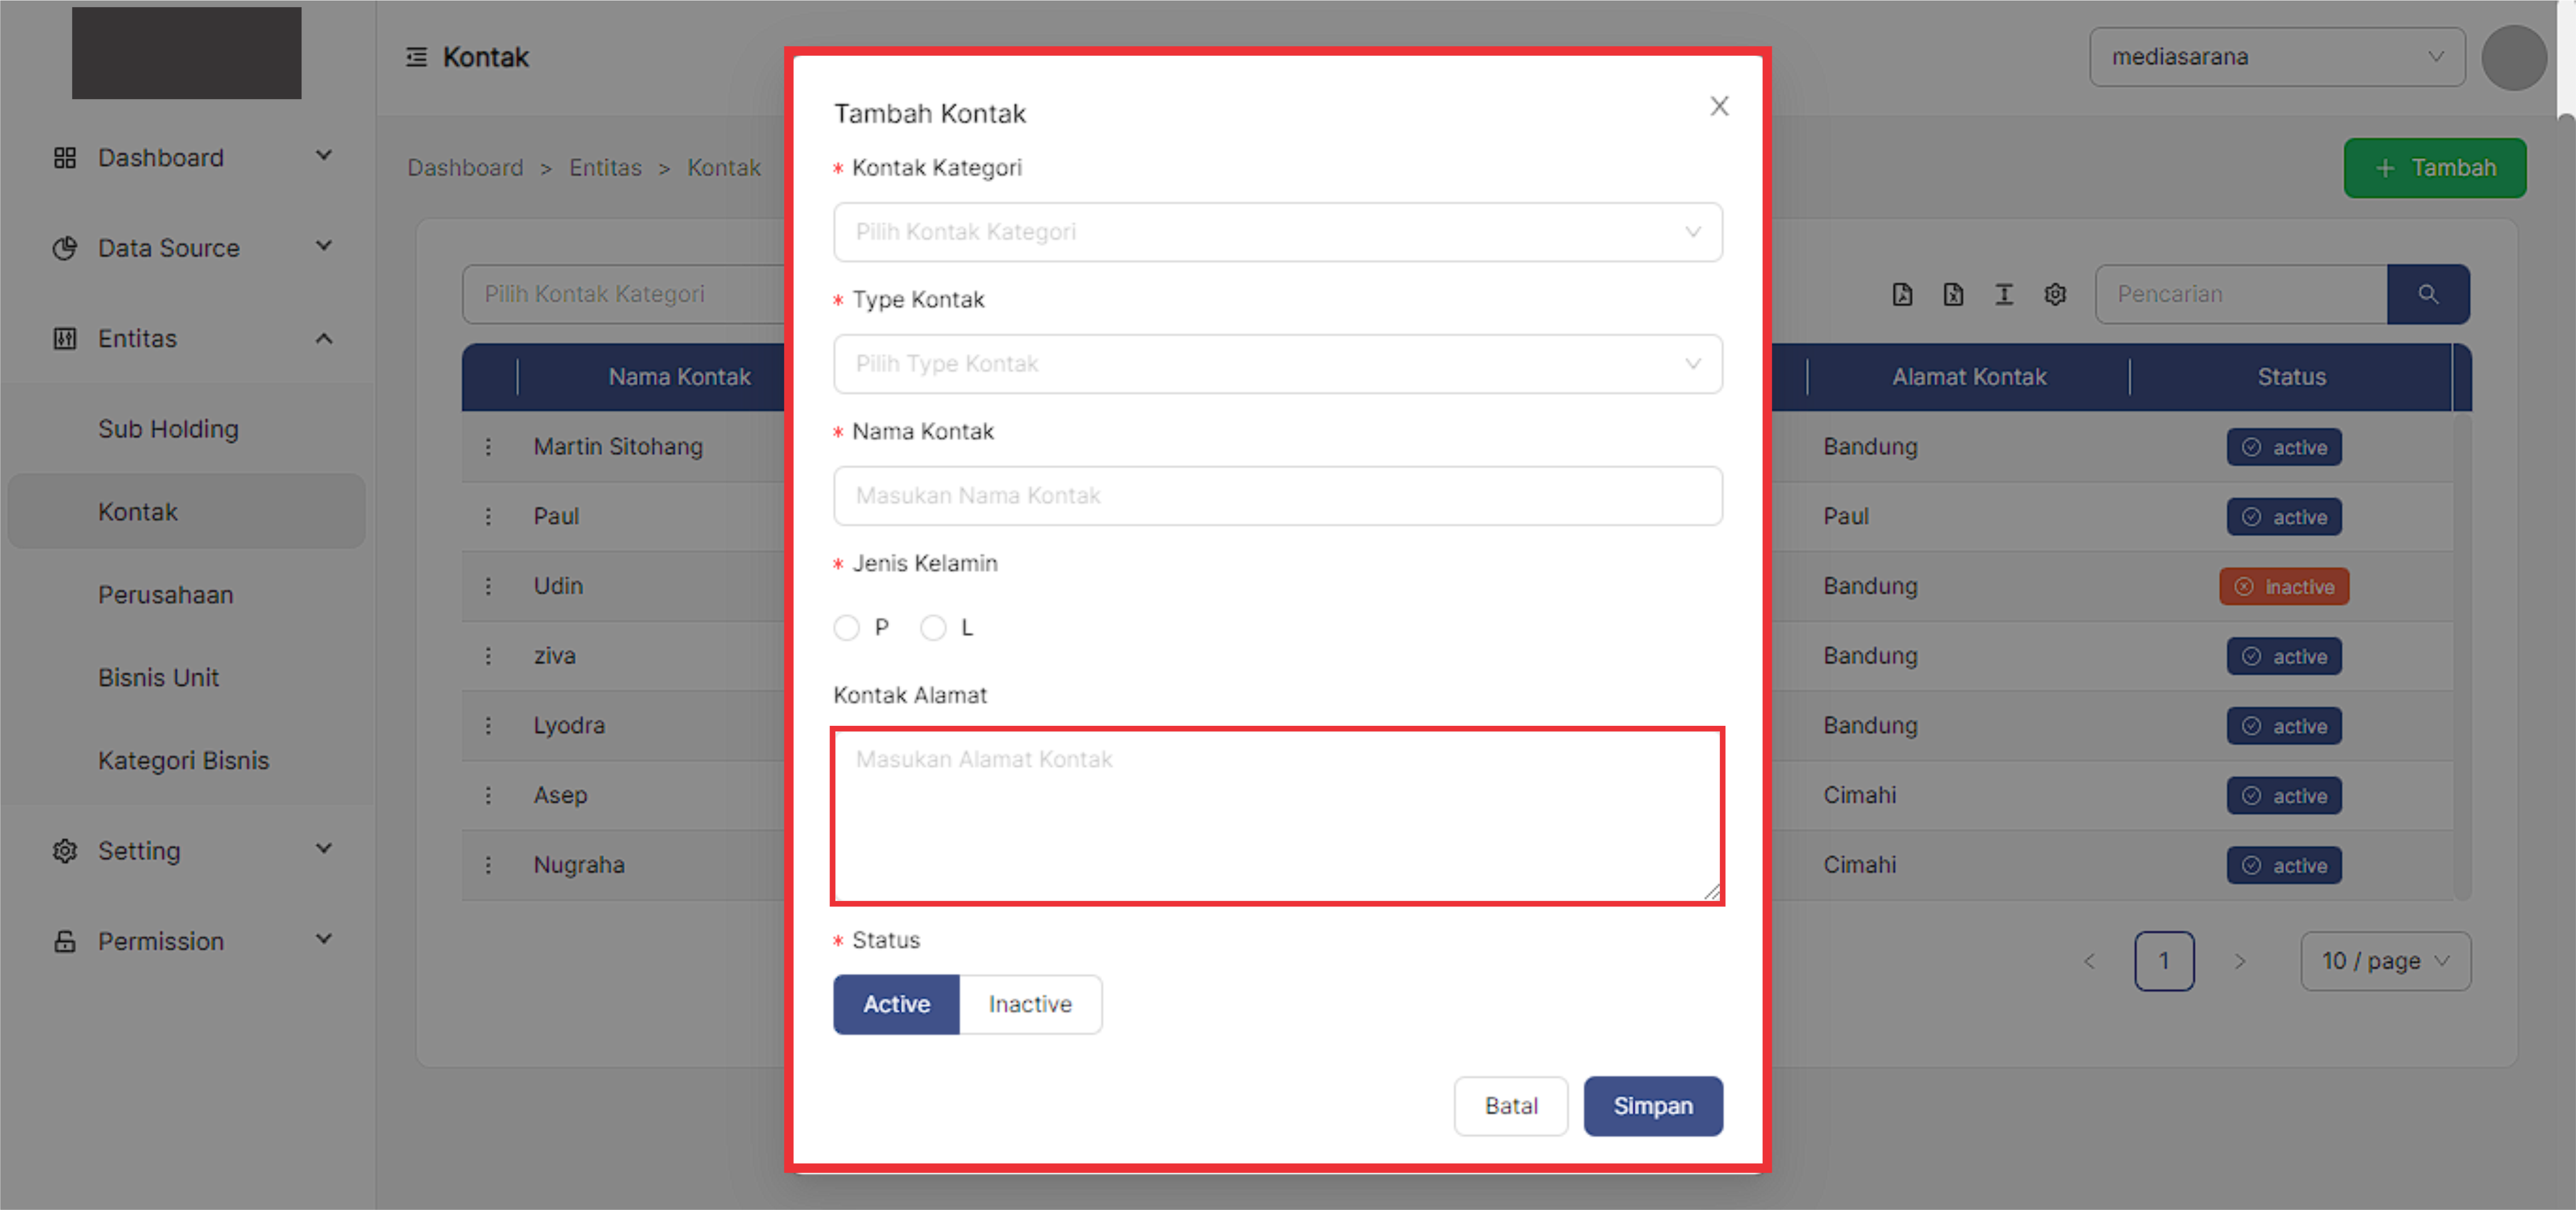 Kontak
mediasarana
Dashboard
Data Source
Entitas
Sub Holding
Kontak
Perusahaan
Bisnis Unit
Kategori Bisnis
Setting
Permission
Dashboard > Entitas > Kontak
+ Tambah
Pilih Kontak Kategori
Pencarian
Nama Kontak
Alamat Kontak
Status
Martin Sitohang
Bandung
active
Paul
Paul
active
Udin
Bandung
inactive
ziva
Bandung
active
Lyodra
Bandung
active
Asep
Cimahi
active
Nugraha
Cimahi
active
< 1 >
10 / page
Tambah Kontak
* Kontak Kategori
Pilih Kontak Kategori
* Type Kontak
Pilih Type Kontak
* Nama Kontak
Masukan Nama Kontak
* Jenis Kelamin
P L
Kontak Alamat
Masukan Alamat Kontak
* Status
Active Inactive
Batal Simpan